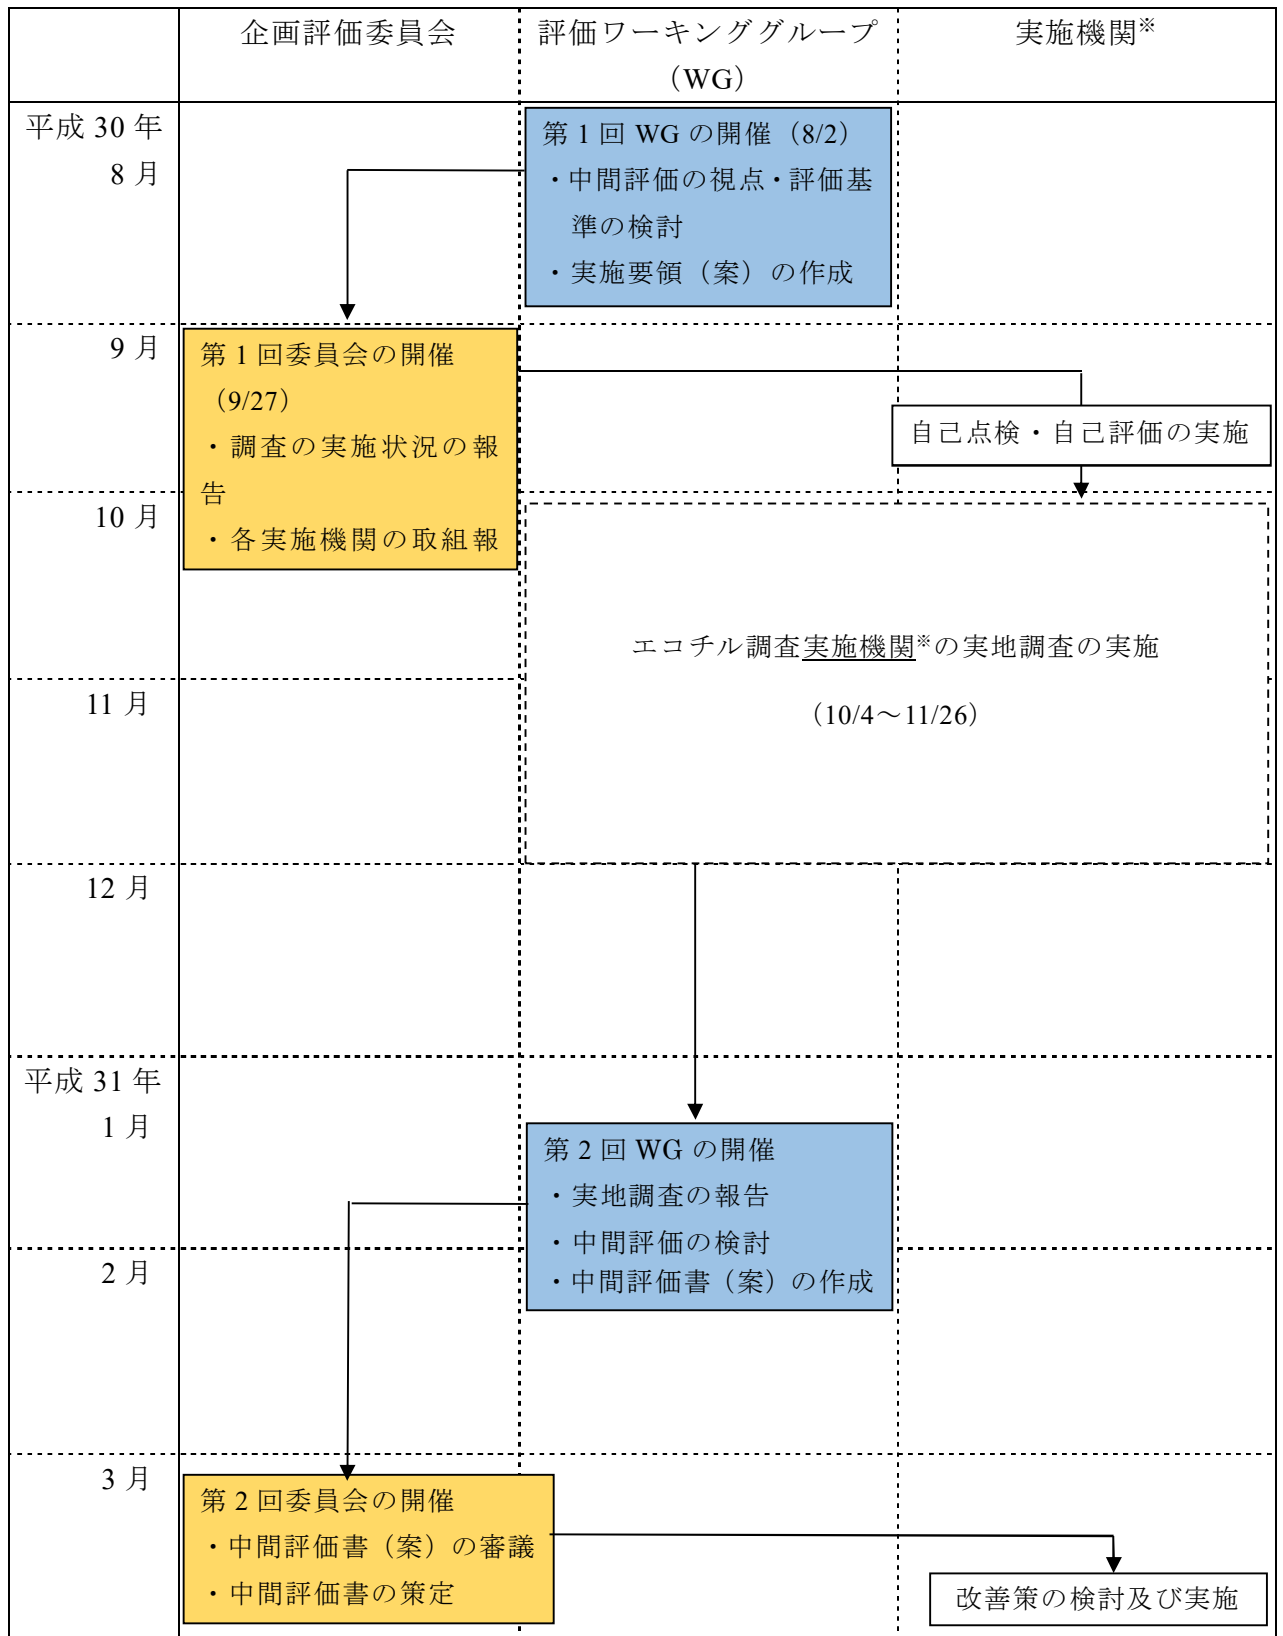 企画評価委員会
評価ワーキンググループ
（WG）
実施機関※
平成 30 年
8 月
第 1 回 WG の開催（8/2）
・中間評価の視点・評価基
準の検討
・実施要領（案）の作成
9 月
第 1 回委員会の開催
（9/27）
・調査の実施状況の報
告
・各実施機関の取組報
自己点検・自己評価の実施
10 月
エコチル調査実施機関※の実地調査の実施
（10/4～11/26）
11 月
12 月
平成 31 年
1 月
第 2 回 WG の開催
・実地調査の報告
・中間評価の検討
・中間評価書（案）の作成
2 月
3 月
第 2 回委員会の開催
・中間評価書（案）の審議
・中間評価書の策定
改善策の検討及び実施